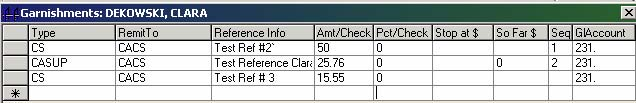 Garnishments: DEKOWSKI, CLARA
Type RemitTo Reference Info Amt/Check Pct/Check Stop at $ So Far $ Seq GlAccount
CS CACS Test Ref #2` 50 0 1 231.
CASUP CACS Test Reference Clara 25.76 0 0 2 231.
CS CACS Test Ref # 3 15.55 0 231.
*